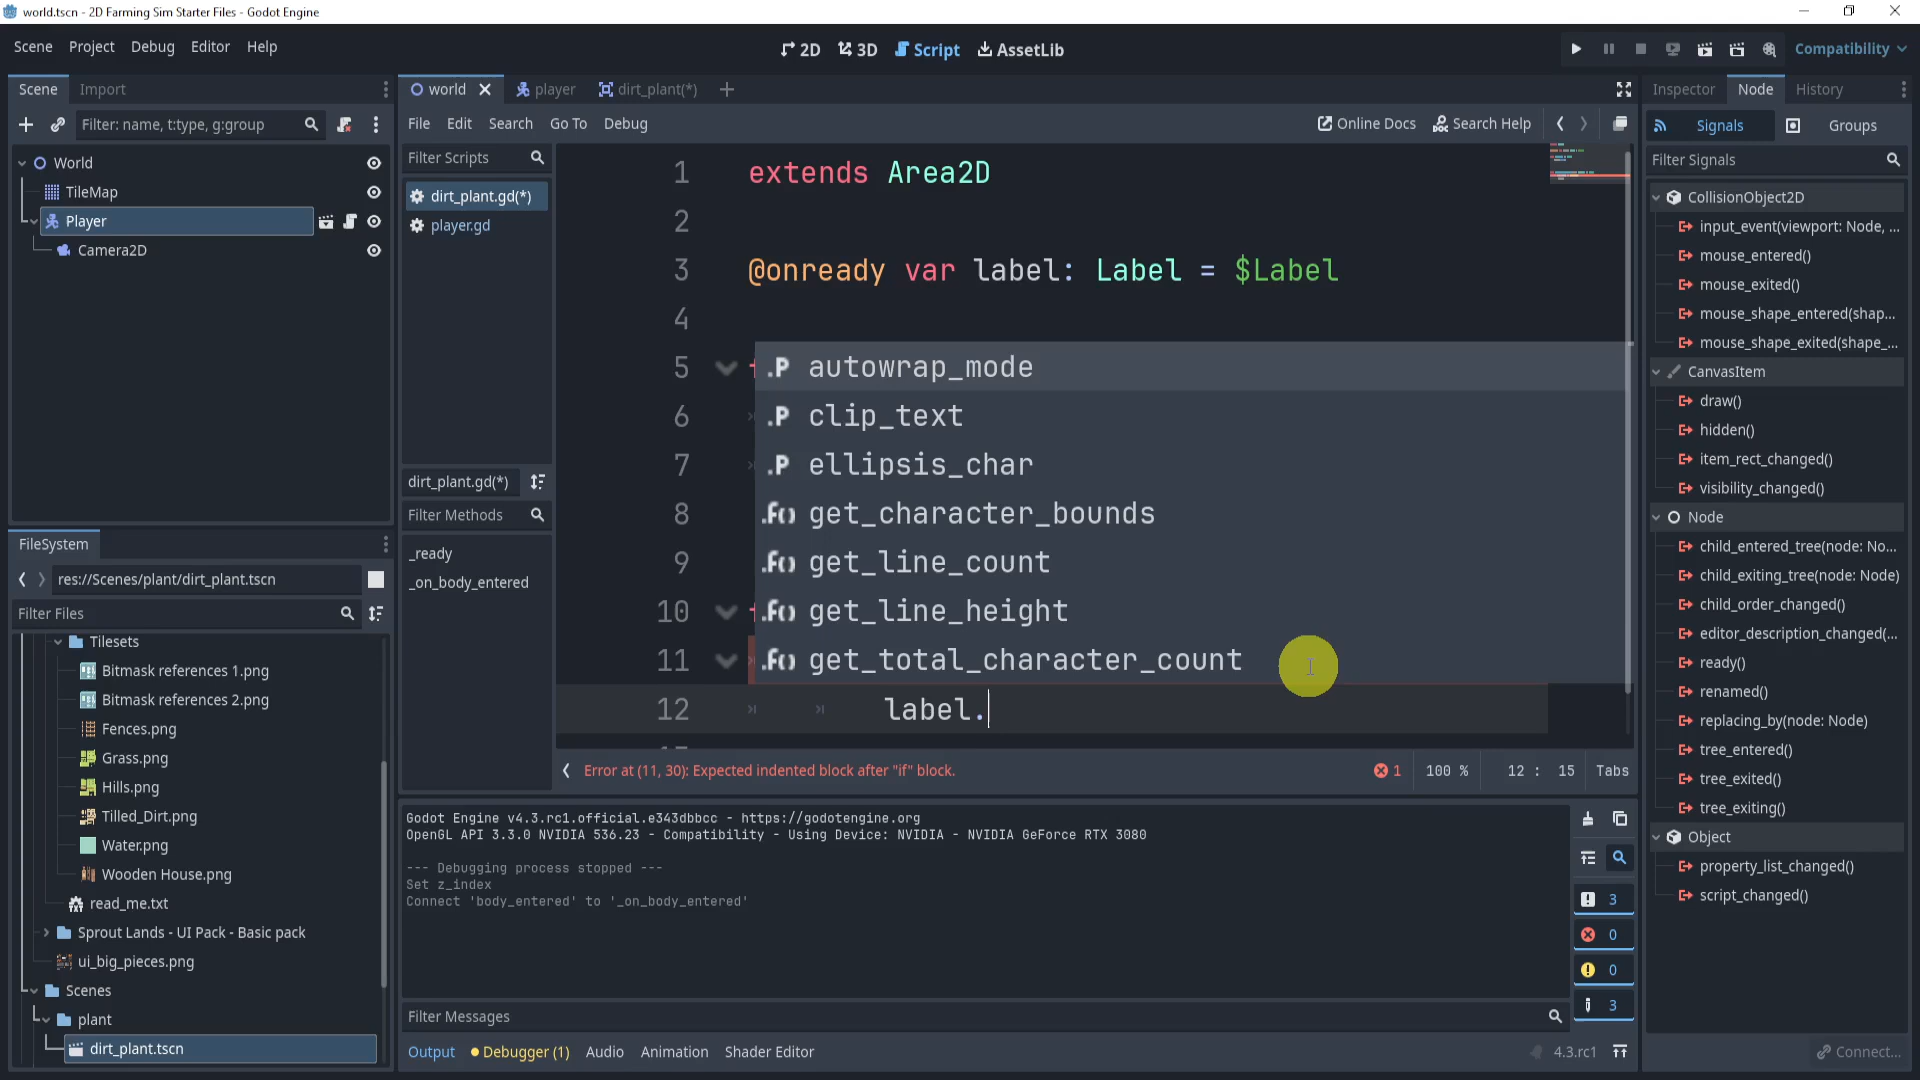 world.tscn - 2D Farming Sim Starter Files - Godot Engine
Scene Project Debug Editor Help
2D 3D Script AssetLib
Compatibility
Scene Import
Filter: name, t:type, g:group
World
TileMap
Player
Camera2D
FileSystem
res://Scenes/plant/dirt_plant.tscn
Filter Files
Tilesets
Bitmask references 1.png
Bitmask references 2.png
Fences.png
Grass.png
Hills.png
Tilled_Dirt.png
Water.png
Wooden House.png
read_me.txt
Sprout Lands - UI Pack - Basic pack
ui_big_pieces.png
Scenes
plant
dirt_plant.tscn
world player dirt_plant(*)
File Edit Search Go To Debug
Online Docs Search Help
Filter Scripts
dirt_plant.gd(*)
player.gd
dirt_plant.gd(*)
Filter Methods
_ready
_on_body_entered
1 extends Area2D
2
3 @onready var label: Label = $Label
4
5 .P autowrap_mode
6 .P clip_text
7 .P ellipsis_char
8 .f() get_character_bounds
9 .f() get_line_count
10 .f() get_line_height
11 .f() get_total_character_count
12 label.
Error at (11, 30): Expected indented block after "if" block.
1 100 % 12 : 15 Tabs
Godot Engine v4.3.rc1.official.e343dbbcc - https://godotengine.org
OpenGL API 3.3.0 NVIDIA 536.23 - Compatibility - Using Device: NVIDIA - NVIDIA GeForce RTX 3080
--- Debugging process stopped ---
Set z_index
Connect 'body_entered' to '_on_body_entered'
3
0
0
3
Filter Messages
Output Debugger (1) Audio Animation Shader Editor
4.3.rc1
Inspector Node History
Signals Groups
Filter Signals
CollisionObject2D
input_event(viewport: Node, ...
mouse_entered()
mouse_exited()
mouse_shape_entered(shap...
mouse_shape_exited(shape_...
CanvasItem
draw()
hidden()
item_rect_changed()
visibility_changed()
Node
child_entered_tree(node: No...
child_exiting_tree(node: Node)
child_order_changed()
editor_description_changed(...
ready()
renamed()
replacing_by(node: Node)
tree_entered()
tree_exited()
tree_exiting()
Object
property_list_changed()
script_changed()
Connect...